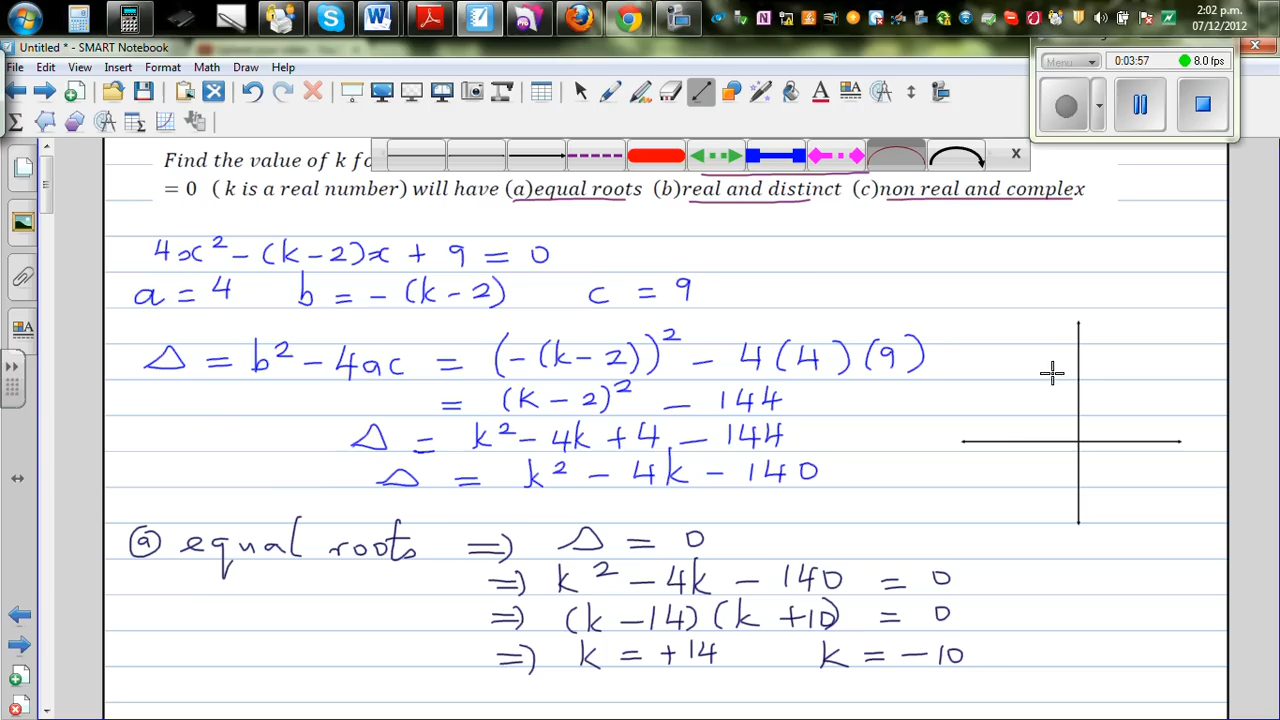 2:02 p.m.
07/12/2012
Untitled * - SMART Notebook
File Edit View Insert Format Math Draw Help
Menu
0:03:57
8.0 fps
Find the value of k fo
= 0 ( k is a real number) will have (a)equal roots (b)real and distinct (c)non real and complex
4x² - (k-2)x + 9 = 0
a = 4 b = - (k-2) c = 9
Δ = b² - 4ac = (-(k-2))² - 4(4)(9)
= (k-2)² - 144
Δ = k² - 4k + 4 - 144
Δ = k² - 4k - 140
(a) equal roots ⇒ Δ = 0
⇒ k² - 4k - 140 = 0
⇒ (k-14)(k+10) = 0
⇒ k = +14 k = -10